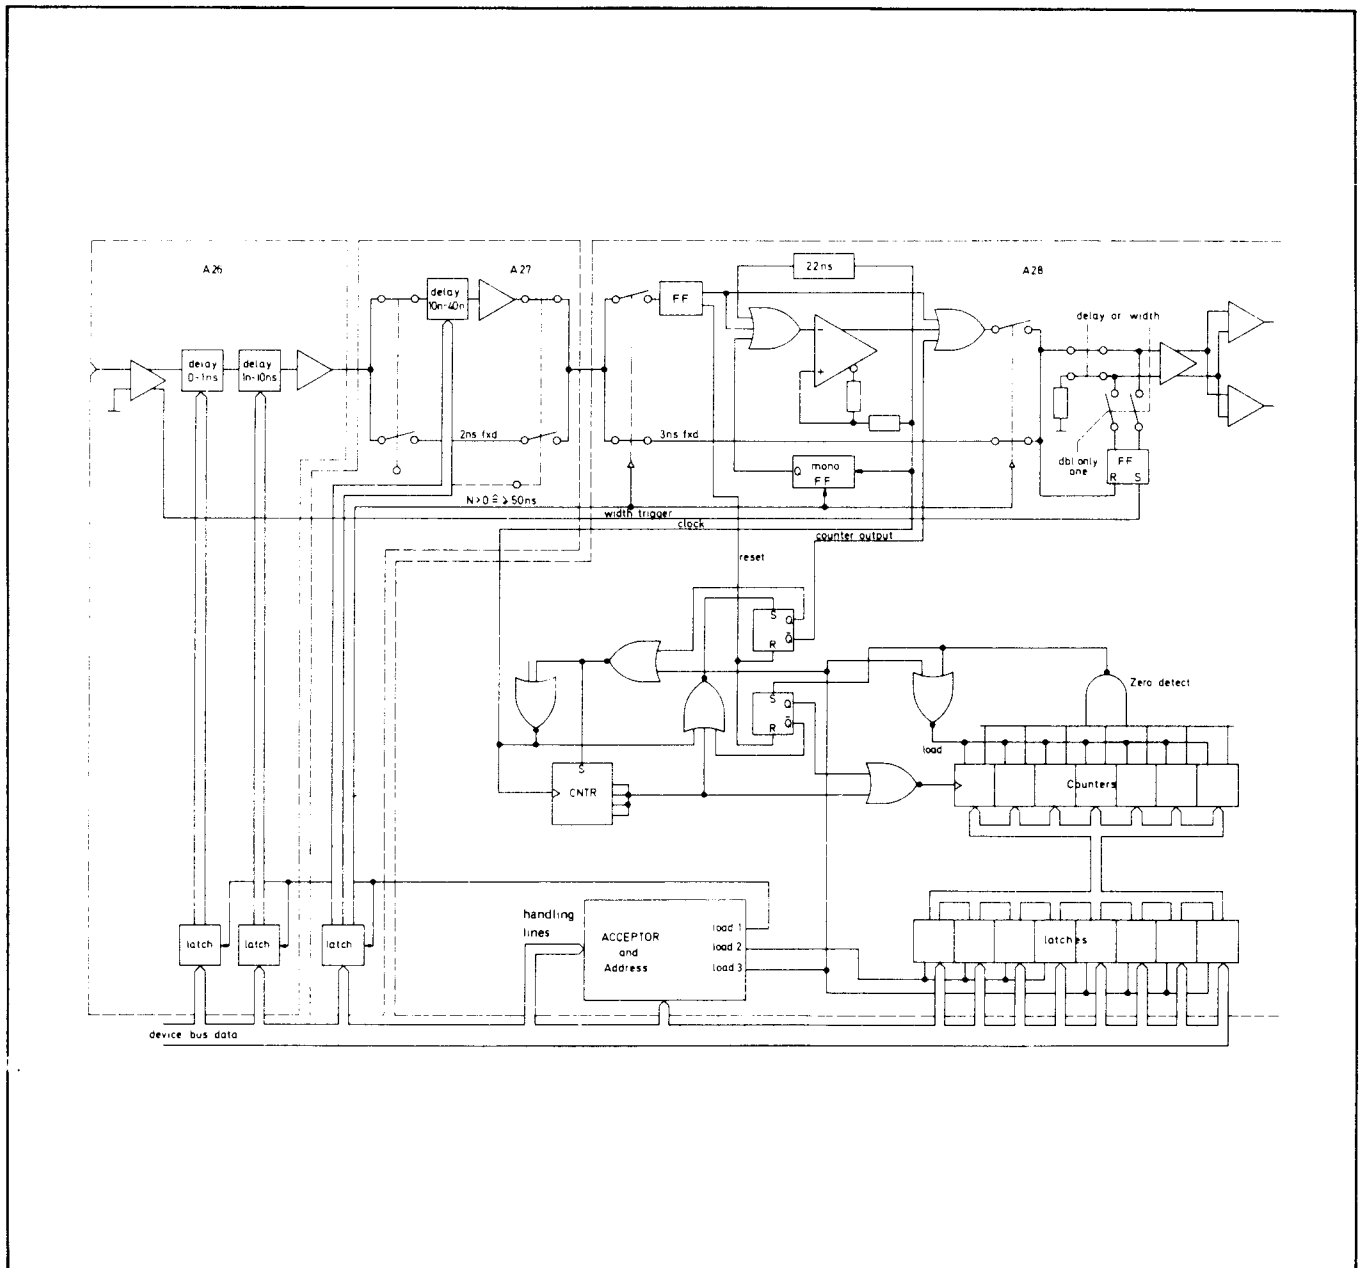 A26
A27
A28
22ns
delay
10n-40n
FF
delay or width
delay
0-1ns
delay
1n-10ns
2ns fxd
3ns fxd
dbl only
one
FF
R S
Q mono
FF
N>0 ≙ ≥50ns
width trigger
clock
counter output
reset
S
Q
Q̅
R
S
Q
Q̅
R
Zero detect
load
S
CNTR
Counters
handling
lines
ACCEPTOR
and
Address
load 1
load 2
load 3
latch
latch
latch
latches
device bus data